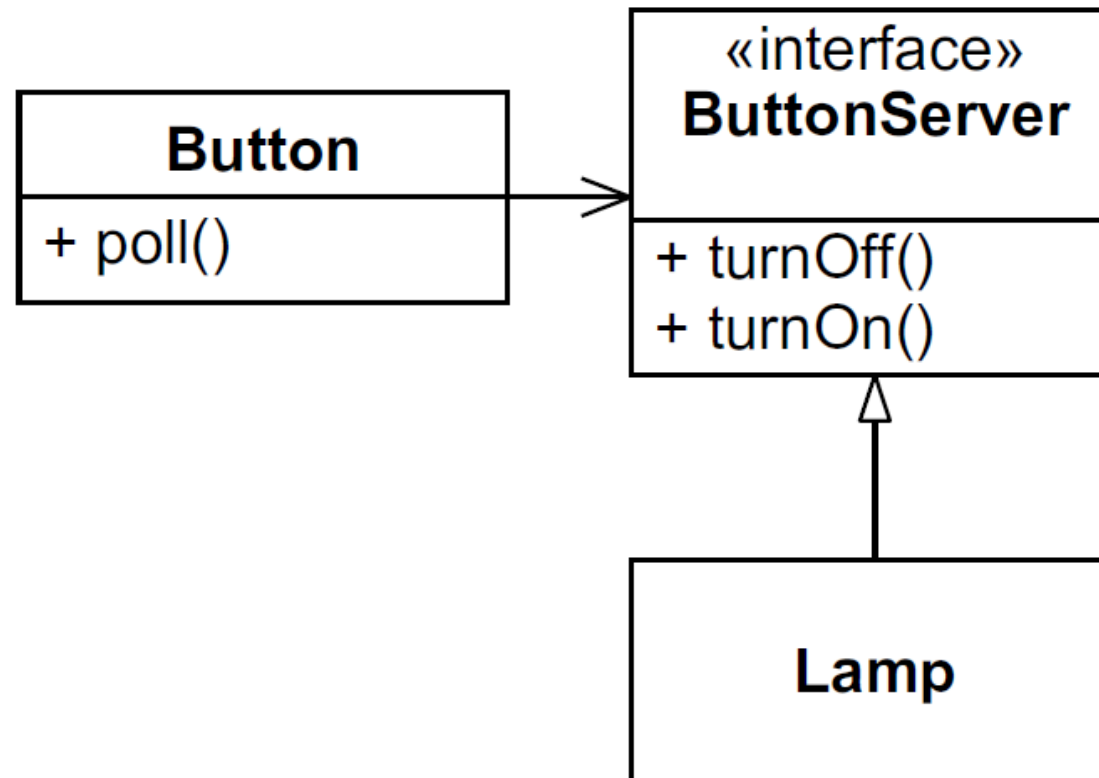 Button
+ poll()
«interface»
ButtonServer
+ turnOff()
+ turnOn()
Lamp